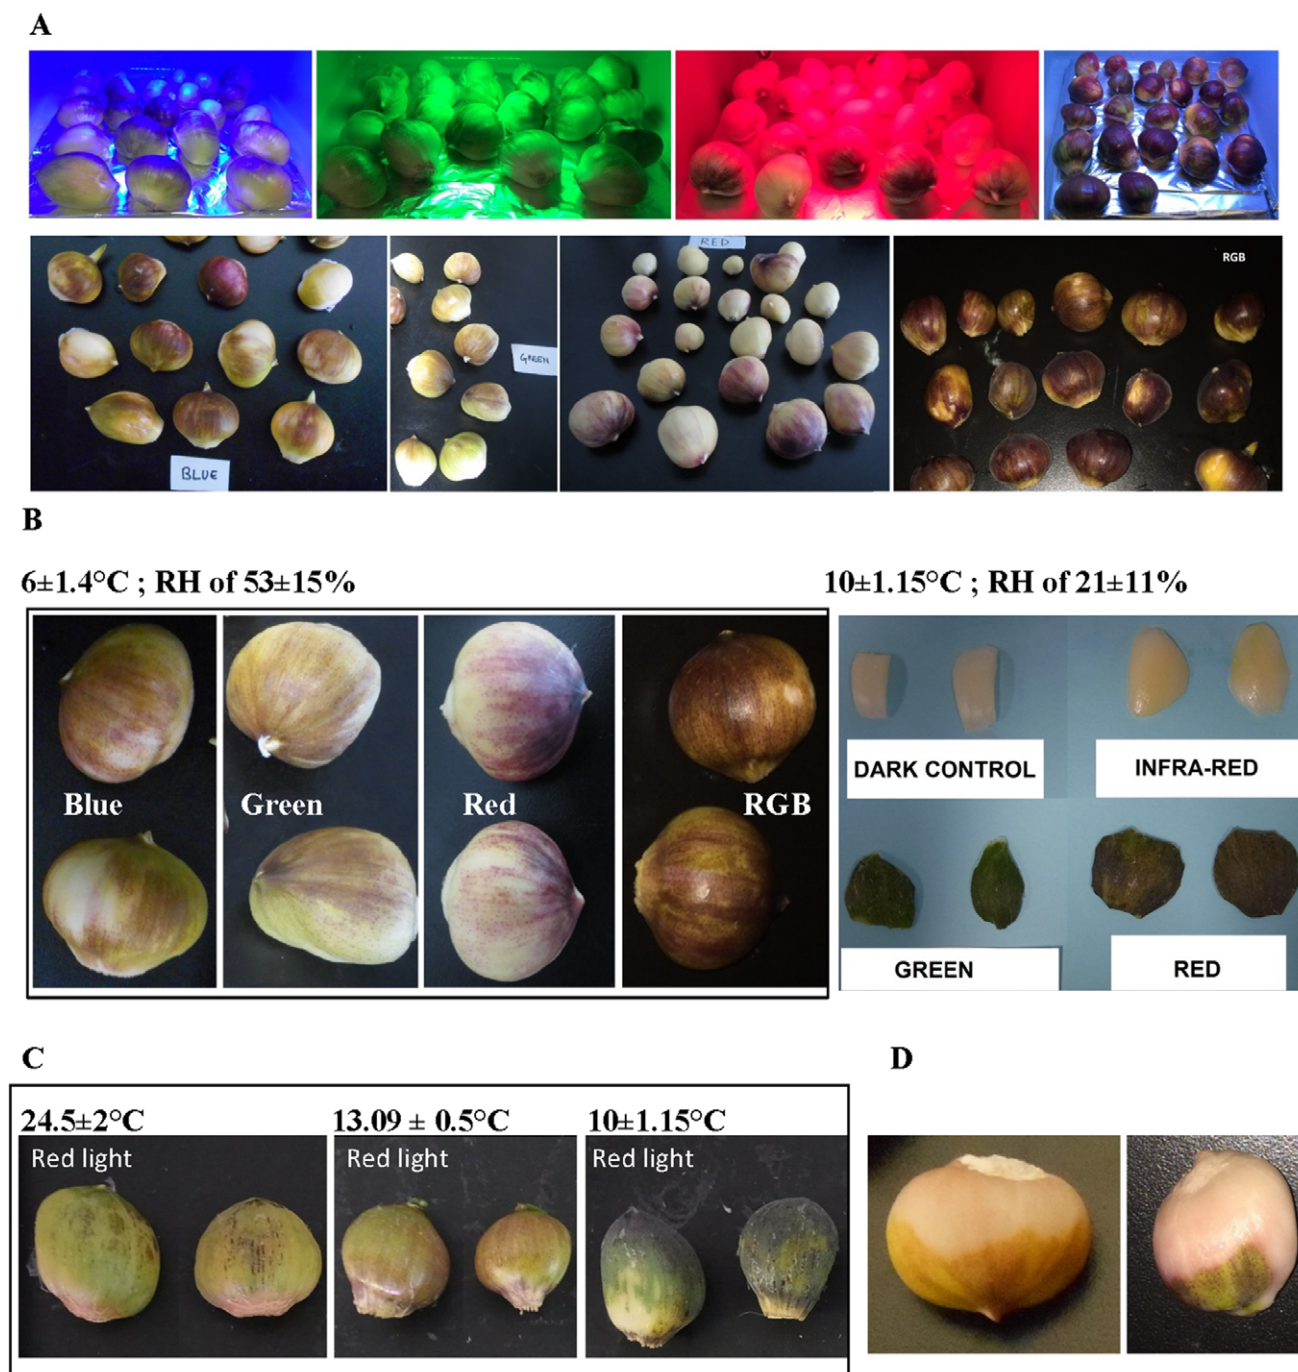 A
RED
RGB
GREEN
BLUE
B
6±1.4°C ; RH of 53±15%
10±1.15°C ; RH of 21±11%
DARK CONTROL
INFRA-RED
Blue
Green
Red
RGB
GREEN
RED
C
D
24.5±2°C
13.09 ± 0.5°C
10±1.15°C
Red light
Red light
Red light